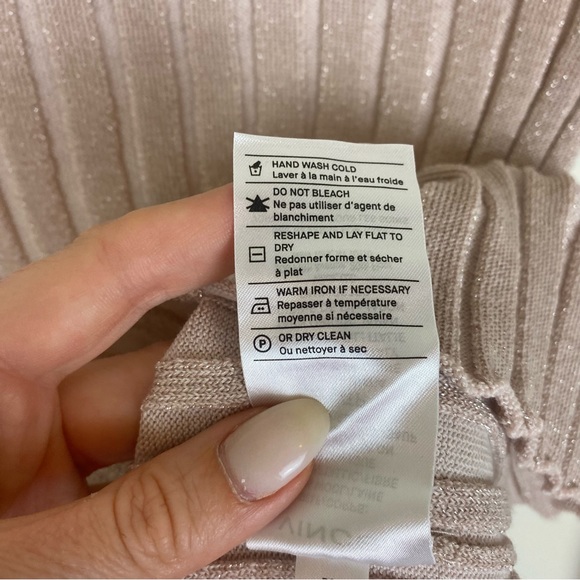 HAND WASH COLD
Laver à la main à l'eau froide
DO NOT BLEACH
Ne pas utiliser d'agent de
blanchiment
RESHAPE AND LAY FLAT TO
DRY
Redonner forme et sécher
à plat
WARM IRON IF NECESSARY
Repasser à température
moyenne si nécessaire
P
OR DRY CLEAN
Ou nettoyer à sec